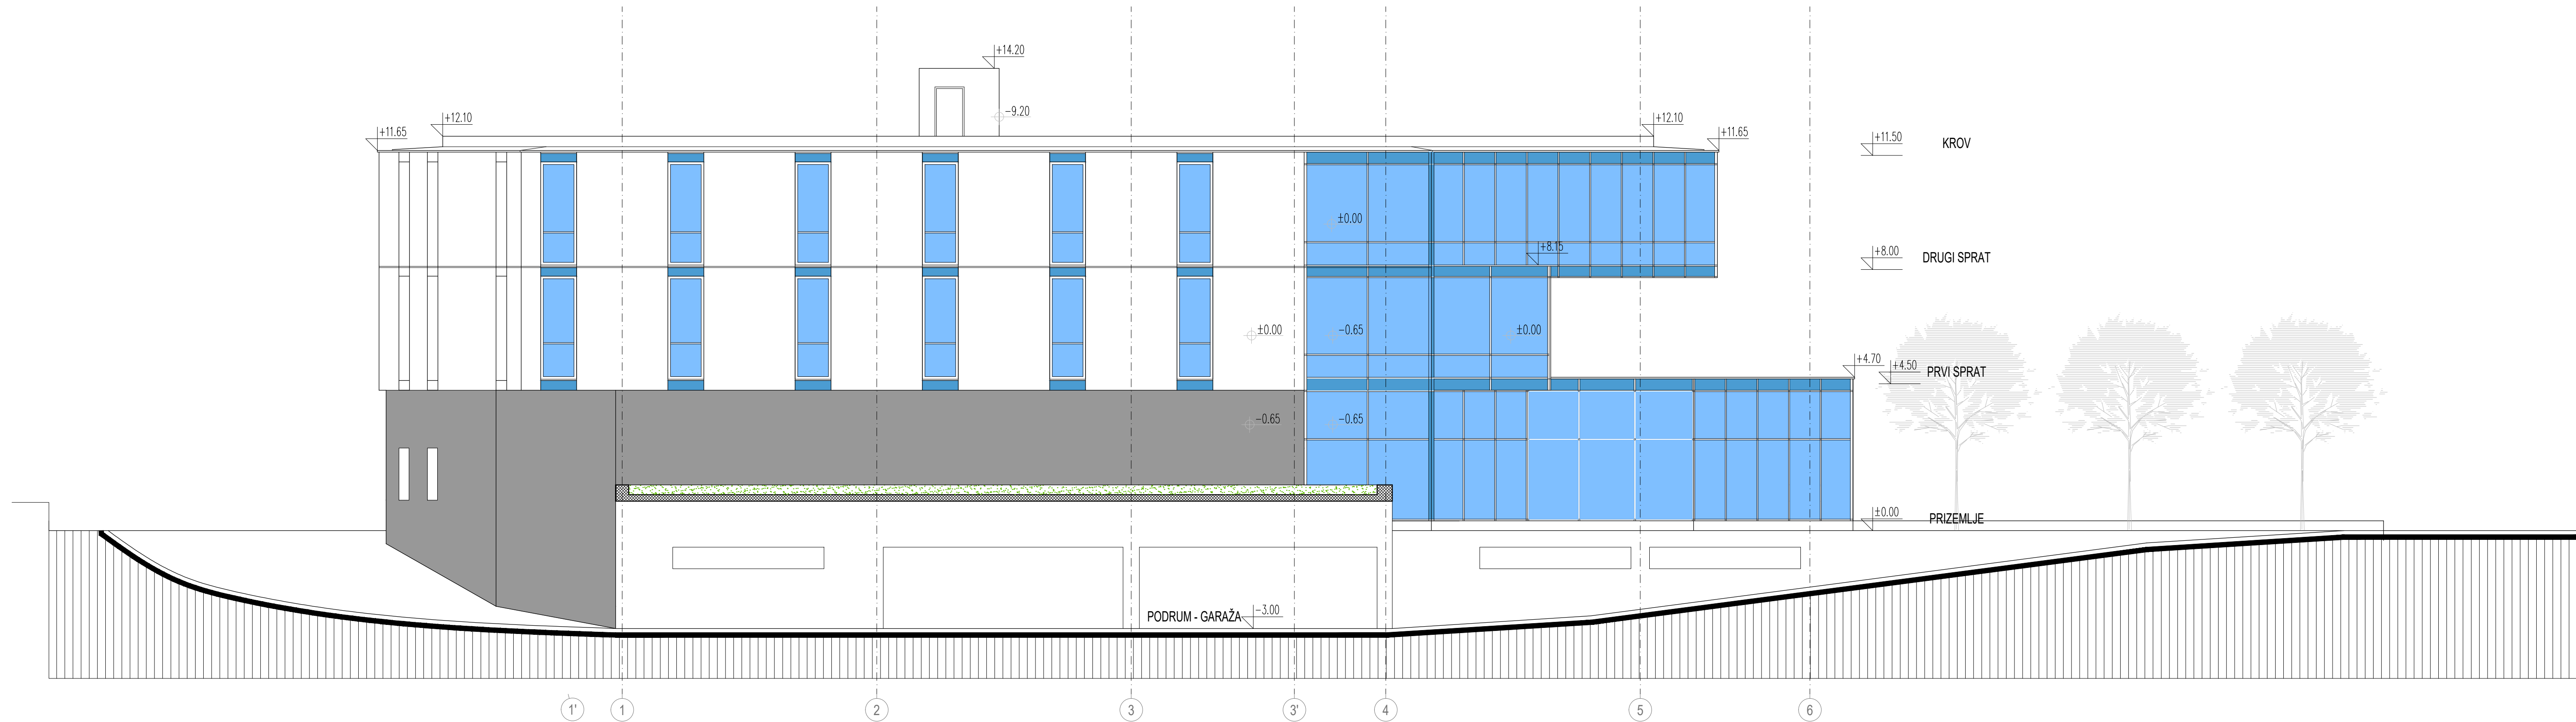 +14.20
-9.20
+12.10
+12.10
+11.65
+11.65
+11.50 KROV
±0.00
+8.15
+8.00 DRUGI SPRAT
±0.00
-0.65
±0.00
+4.70
+4.50 PRVI SPRAT
-0.65
-0.65
±0.00 PRIZEMLJE
PODRUM - GARAŽA -3.00
1' 1 2 3 3' 4 5 6